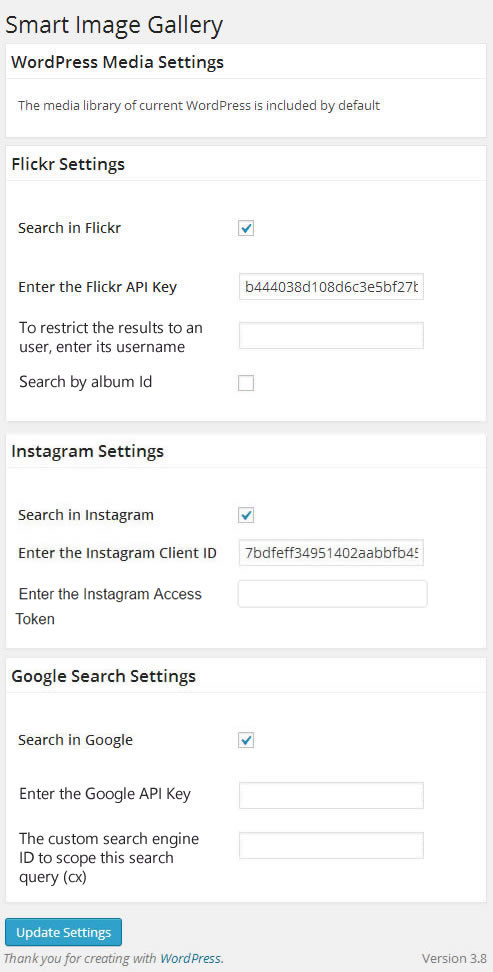 Smart Image Gallery
WordPress Media Settings
The media library of current WordPress is included by default
Flickr Settings
Search in Flickr
Enter the Flickr API Key
b444038d108d6c3e5bf27b
To restrict the results to an
user, enter its username
Search by album Id
Instagram Settings
Search in Instagram
Enter the Instagram Client ID
7bdfeff34951402aabbfb45
Enter the Instagram Access
Token
Google Search Settings
Search in Google
Enter the Google API Key
The custom search engine
ID to scope this search
query (cx)
Update Settings
Thank you for creating with WordPress.
Version 3.8